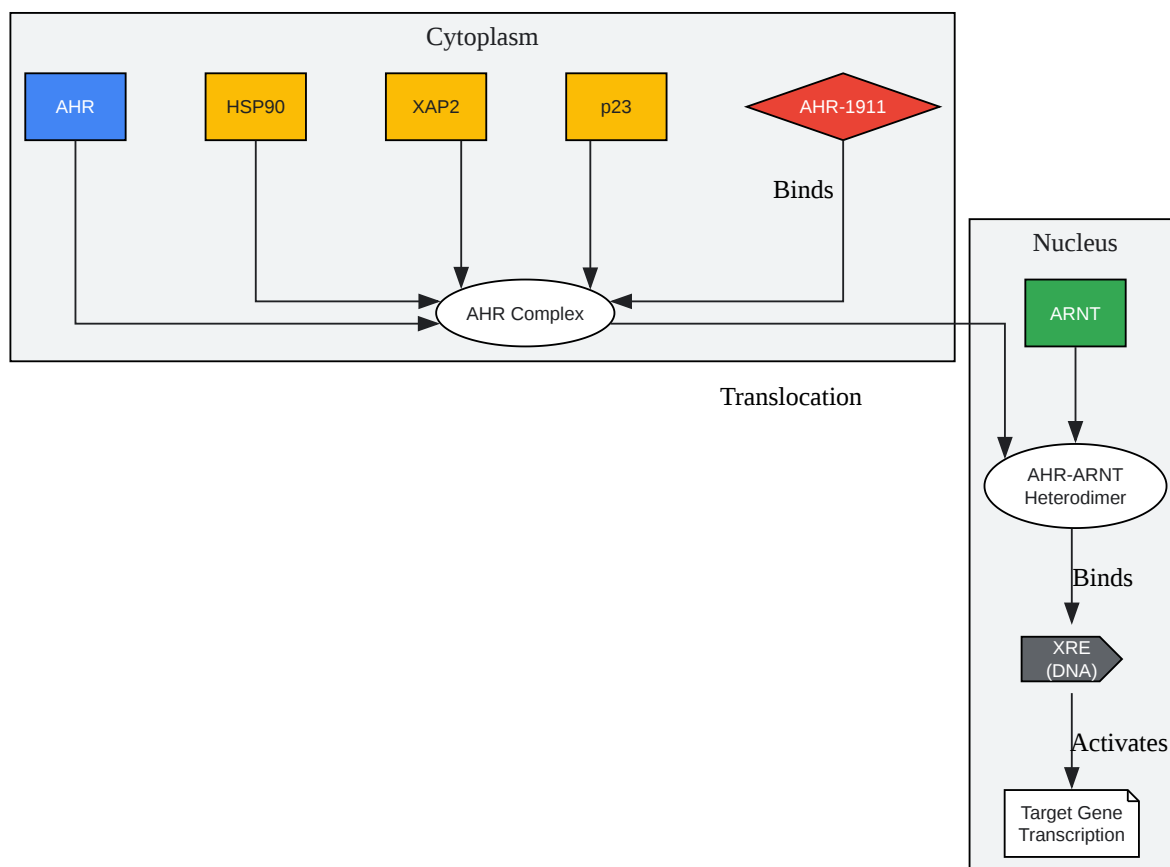 Cytoplasm
AHR
HSP90
XAP2
p23
AHR-1911
Binds
AHR Complex
Translocation
Nucleus
ARNT
AHR-ARNT
Heterodimer
Binds
XRE
(DNA)
Activates
Target Gene
Transcription